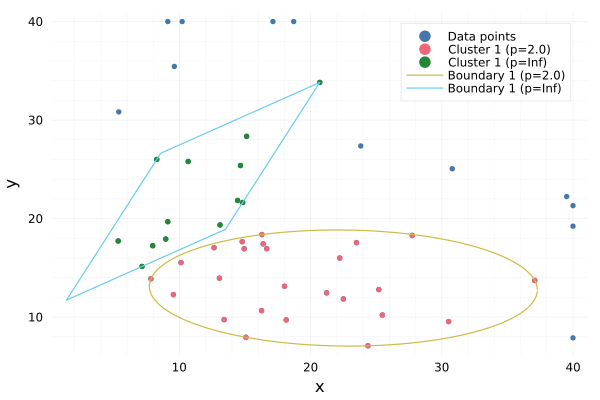 40
30
20
10
y
10
20
30
40
x
Data points
Cluster 1 (p=2.0)
Cluster 1 (p=Inf)
Boundary 1 (p=2.0)
Boundary 1 (p=Inf)